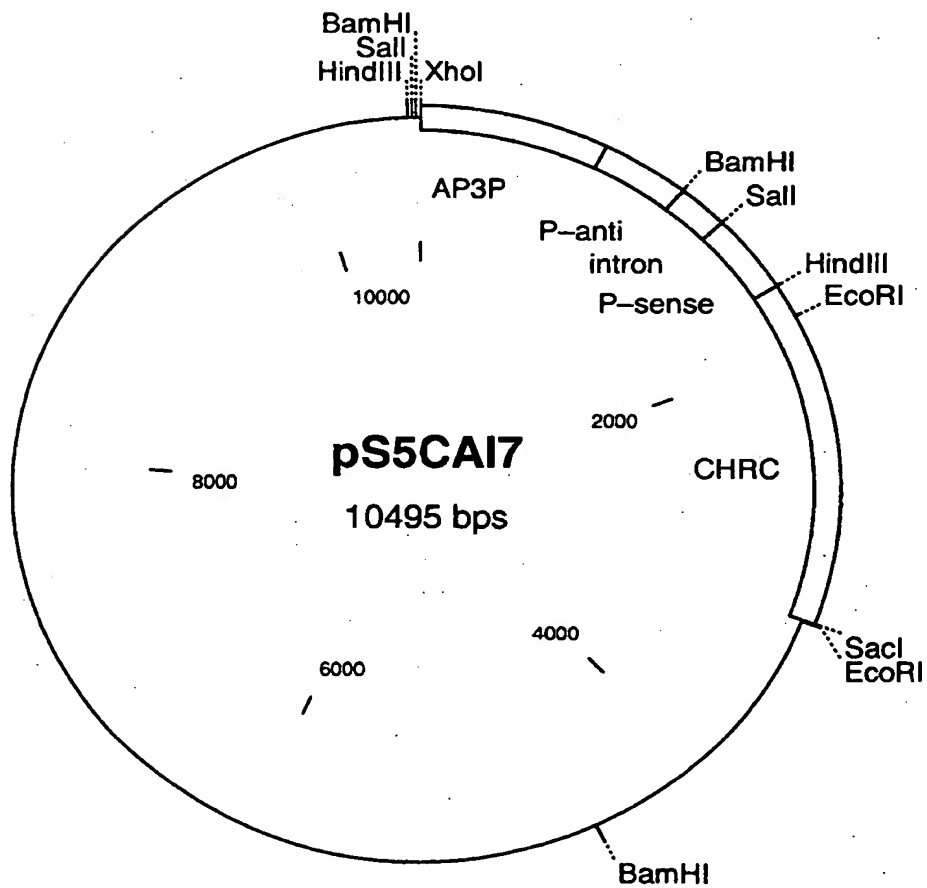 BamHI
SalI
HindIII XhoI
BamHI
SalI
AP3P
P–anti
intron
HindIII
EcoRI
P–sense
10000
2000
pS5CAI7
CHRC
8000
10495 bps
4000
SacI
EcoRI
6000
BamHI